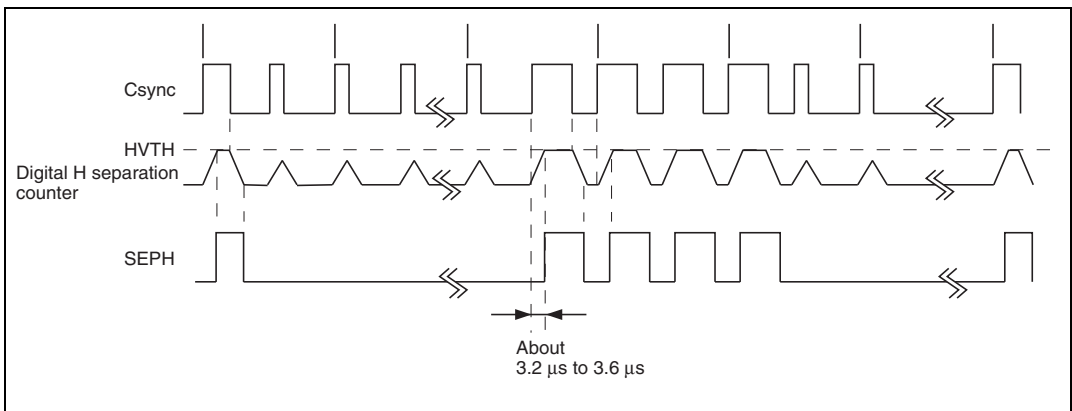 Csync
HVTH
Digital H separation
counter
SEPH
About
3.2 µs to 3.6 µs